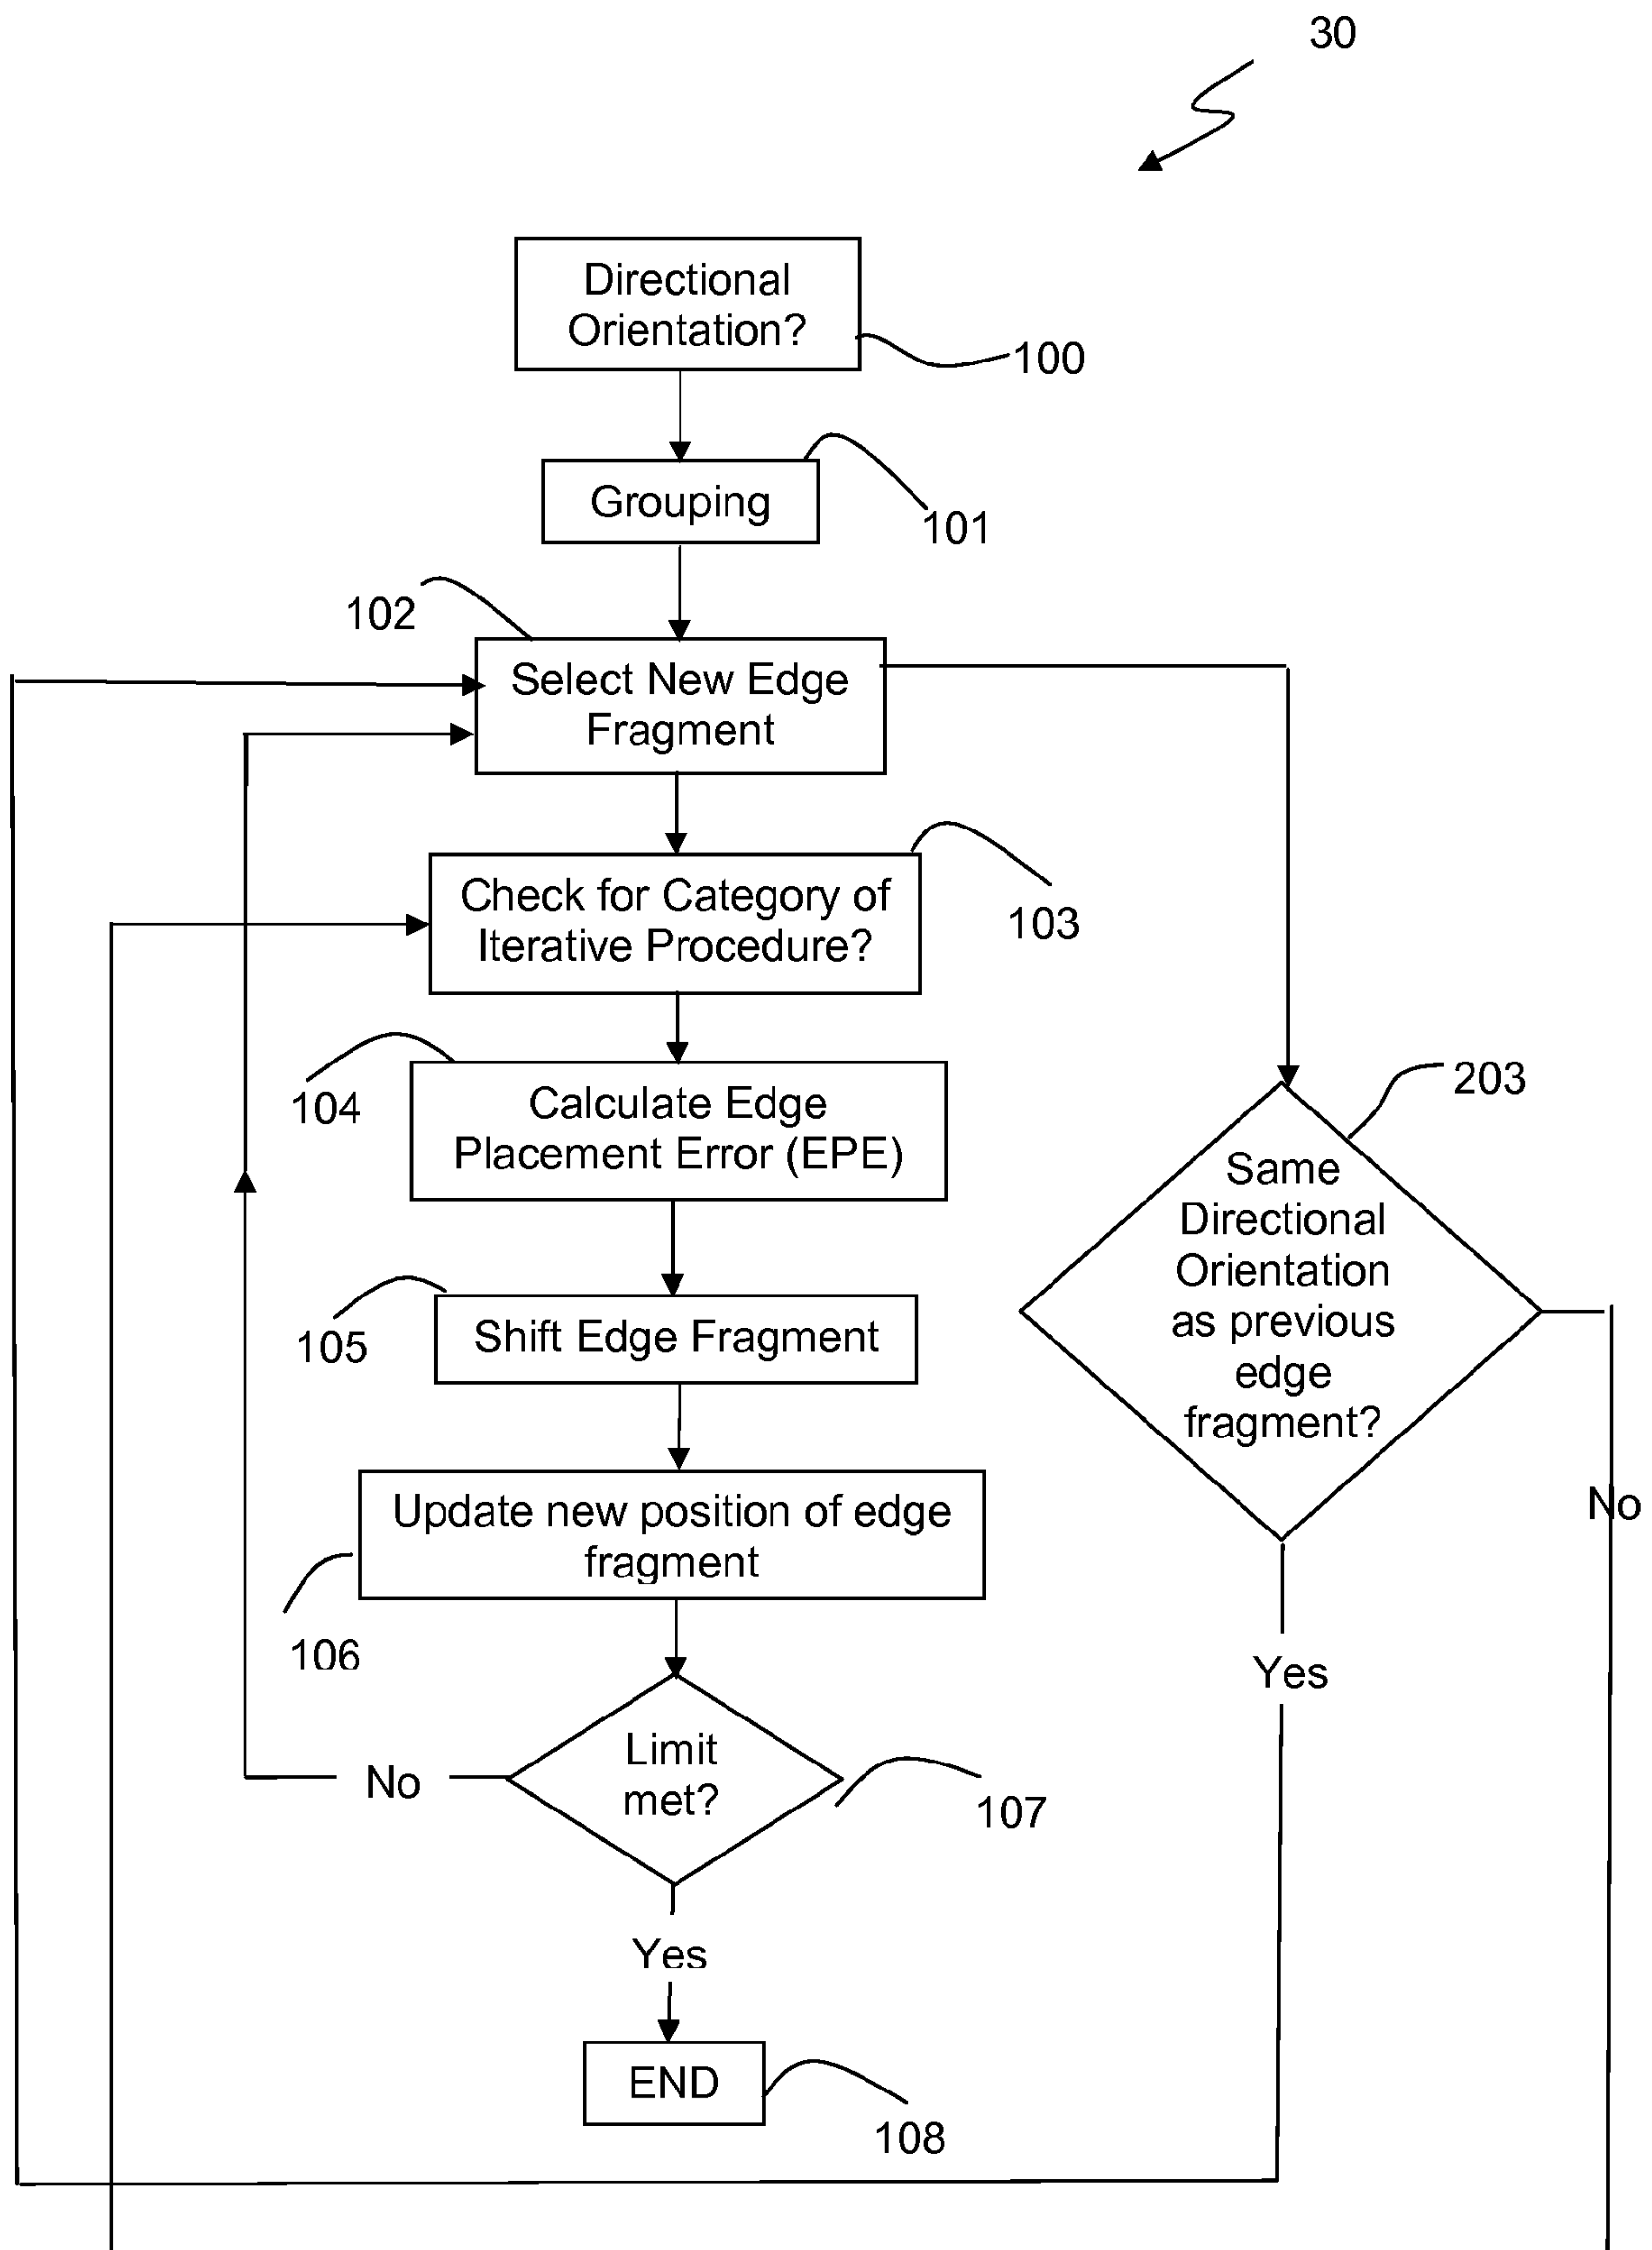 30
Directional
Orientation?
100
Grouping
101
102
Select New Edge
Fragment
Check for Category of
Iterative Procedure?
103
104
Calculate Edge
Placement Error (EPE)
203
Same
Directional
Orientation
as previous
edge
fragment?
105
Shift Edge Fragment
Update new position of edge
fragment
106
No
Yes
Limit
met?
No
107
Yes
END
108